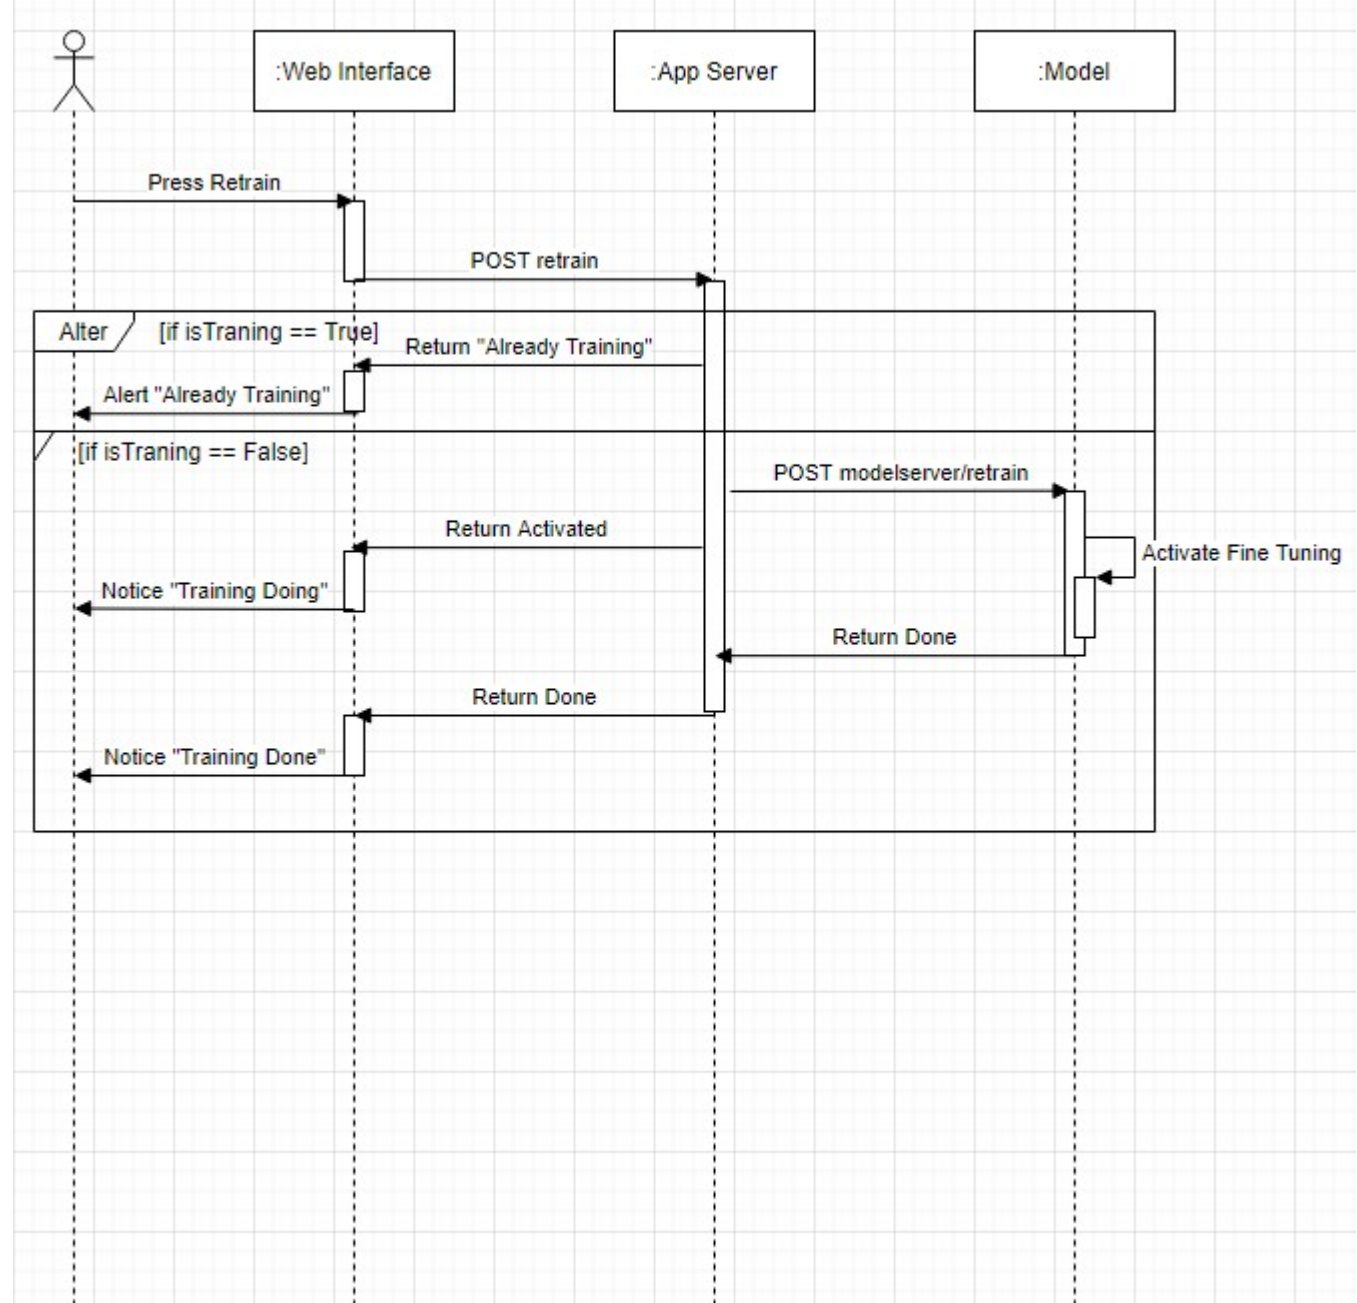 :Web Interface
:App Server
:Model
Press Retrain
POST retrain
Alter
[if isTraning == True]
Return "Already Training"
Alert "Already Training"
[if isTraning == False]
POST modelserver/retrain
Return Activated
Activate Fine Tuning
Notice "Training Doing"
Return Done
Return Done
Notice "Training Done"